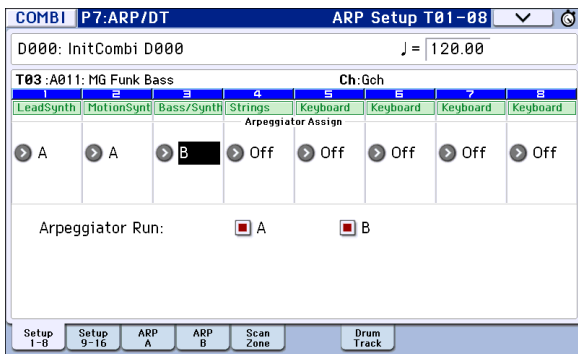 COMBI P7:ARP/DT ARP Setup T01-08
D000: InitCombi D000 ♩= 120.00
T03 :A011: MG Funk Bass Ch:Gch
1 2 3 4 5 6 7 8
LeadSynth MotionSynt Bass/Synth Strings Keyboard Keyboard Keyboard Keyboard
Arpeggiator Assign
A A B Off Off Off Off Off
Arpeggiator Run: A B
Setup 1-8 Setup 9-16 ARP A ARP B Scan Zone Drum Track